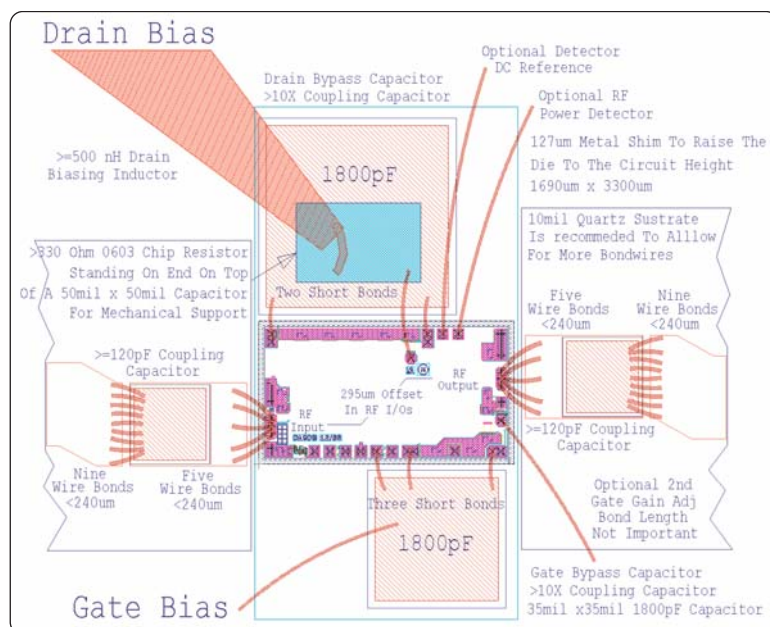 Drain Bias
Optional Detector
DC Reference
Drain Bypass Capacitor
>10X Coupling Capacitor
Optional RF
Power Detector
>=500 nH Drain
Biasing Inductor
1800pF
127um Metal Shim To Raise The
Die To The Circuit Height
1690um x 3300um
>330 Ohm 0603 Chip Resistor
Standing On End On Top
Of A 50mil x 50mil Capacitor
For Mechanical Support
Two Short Bonds
10mil Quartz Sustrate
Is recommeded To Alllow
For More Bondwires
Five
Wire Bonds
<240um
Nine
Wire Bonds
<240um
>=120pF Coupling
Capacitor
RF
Output
295um Offset
In RF I/Os
RF
Input
>=120pF Coupling
Capacitor
Nine
Wire Bonds
<240um
Five
Wire Bonds
<240um
Three Short Bonds
1800pF
Optional 2nd
Gate Gain Adj
Bond Length
Not Important
Gate Bias
Gate Bypass Capacitor
>10X Coupling Capacitor
35mil x35mil 1800pF Capacitor